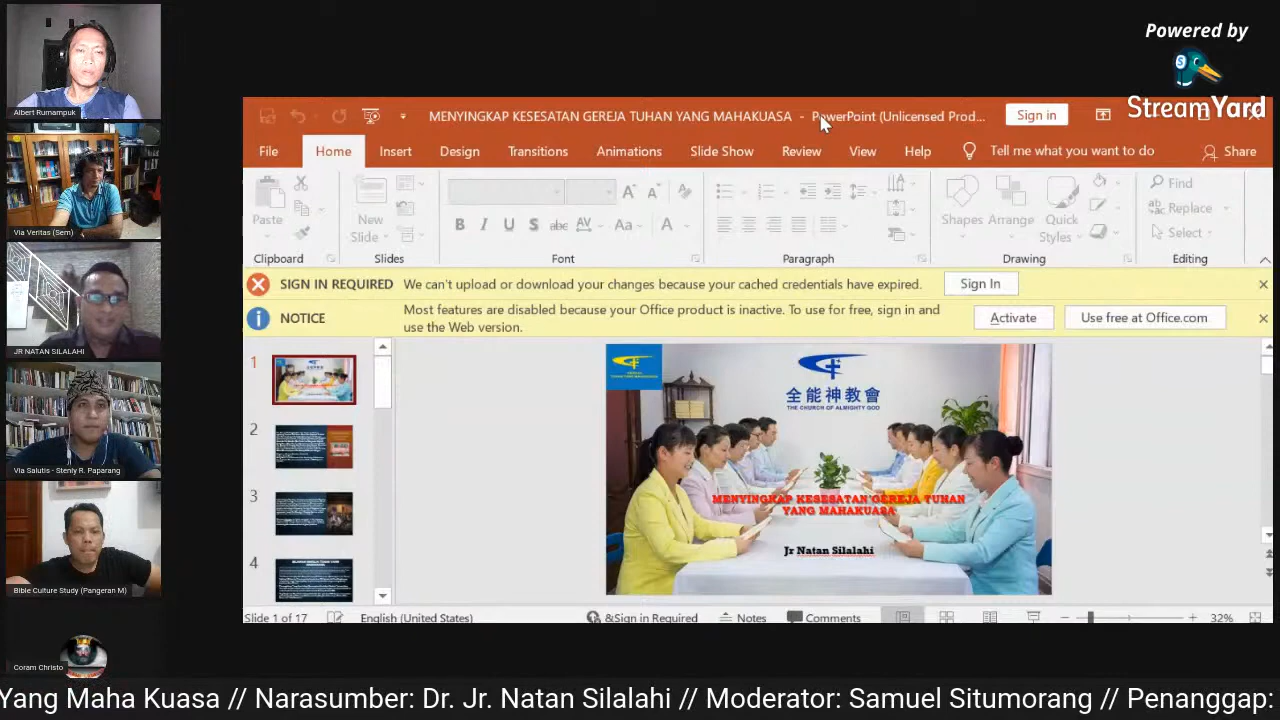 Powered by
StreamYard
Albert Rumampuk
Via Veritas (Sem)
JR NATAN SILALAHI
Via Salutis - Stenly R. Paparang
Bible Culture Study (Pangeran M)
Coram Christo
MENYINGKAP KESESATAN GEREJA TUHAN YANG MAHAKUASA - PowerPoint (Unlicensed Prod...
Sign in
File Home Insert Design Transitions Animations Slide Show Review View Help Tell me what you want to do Share
Paste
New Slide
B I U S abc AV Aa A
Shapes Arrange Quick Styles
Find
Replace
Select
Clipboard Slides Font Paragraph Drawing Editing
SIGN IN REQUIRED We can't upload or download your changes because your cached credentials have expired. Sign In
NOTICE Most features are disabled because your Office product is inactive. To use for free, sign in and
use the Web version.
Activate Use free at Office.com
1
2
3
4
全能神教會
THE CHURCH OF ALMIGHTY GOD
MENYINGKAP KESESATAN GEREJA TUHAN
YANG MAHAKUASA
Jr Natan Silalahi
Slide 1 of 17 English (United States) &Sign in Required Notes Comments 32%
Yang Maha Kuasa // Narasumber: Dr. Jr. Natan Silalahi // Moderator: Samuel Situmorang // Penanggap: